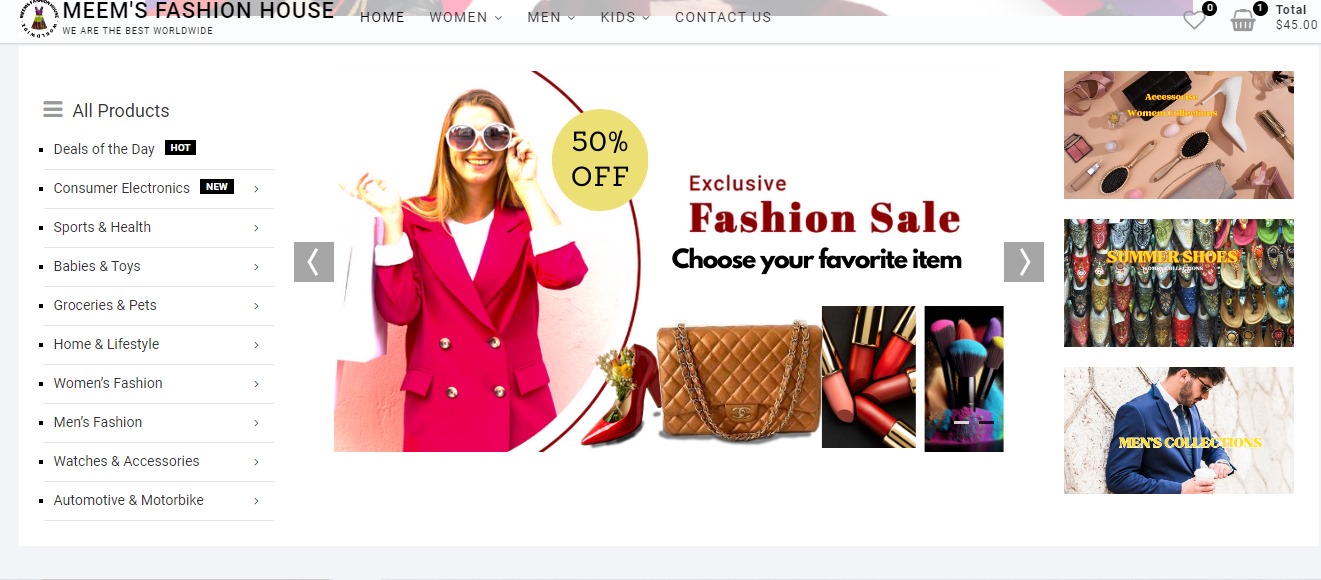 MEEM'S FASHION HOUSE
WE ARE THE BEST WORLDWIDE
HOME
WOMEN
MEN
KIDS
CONTACT US
0
1
Total
$45.00
All Products
Deals of the Day HOT
Consumer Electronics NEW
Sports & Health
Babies & Toys
Groceries & Pets
Home & Lifestyle
Women’s Fashion
Men’s Fashion
Watches & Accessories
Automotive & Motorbike
50%
OFF
Exclusive
Fashion Sale
Choose your favorite item
Women Collections
SUMMER SHOES
WOMEN COLLECTIONS
MEN'S COLLECTIONS